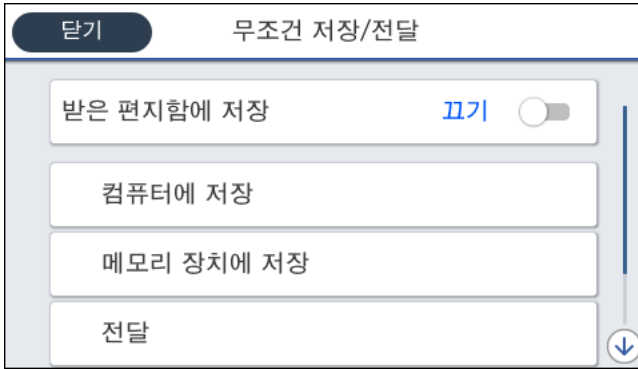 닫기 무조건 저장/전달
받은 편지함에 저장 끄기
컴퓨터에 저장
메모리 장치에 저장
전달